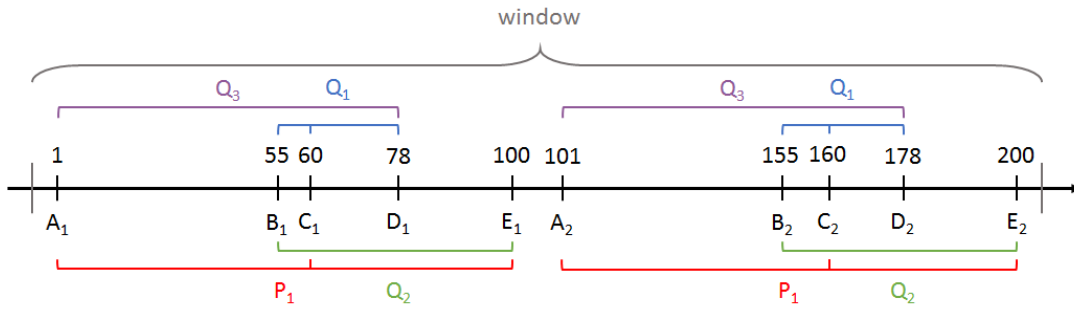 window
Q₃ Q₁ Q₃ Q₁
1 55 60 78 100 101 155 160 178 200
A₁ B₁ C₁ D₁ E₁ A₂ B₂ C₂ D₂ E₂
P₁ Q₂ P₁ Q₂